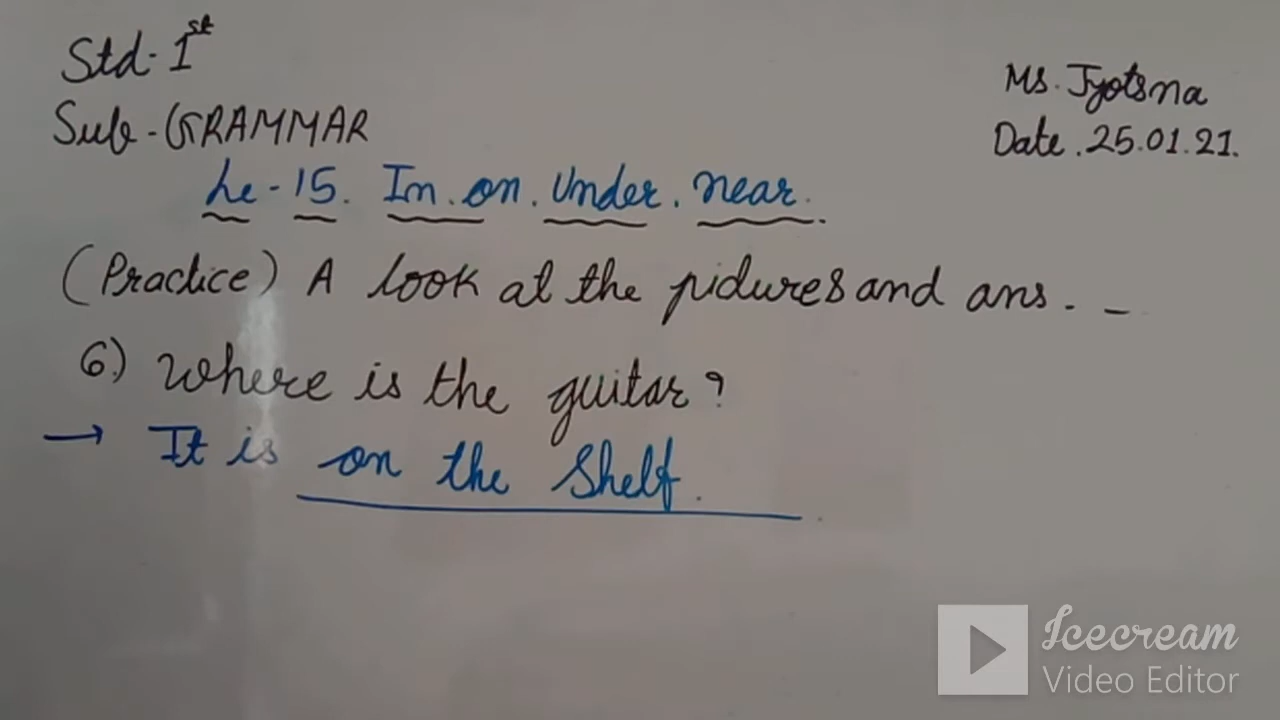 Std. 1st
Ms. Jyotsna
Sub - GRAMMAR
Date . 25.01.21.
Le - 15. In . on . Under . near .
(Practice) A look at the pictures and ans . -
6.) Where is the guitar?
→ It is on the Shelf .
Icecream
Video Editor